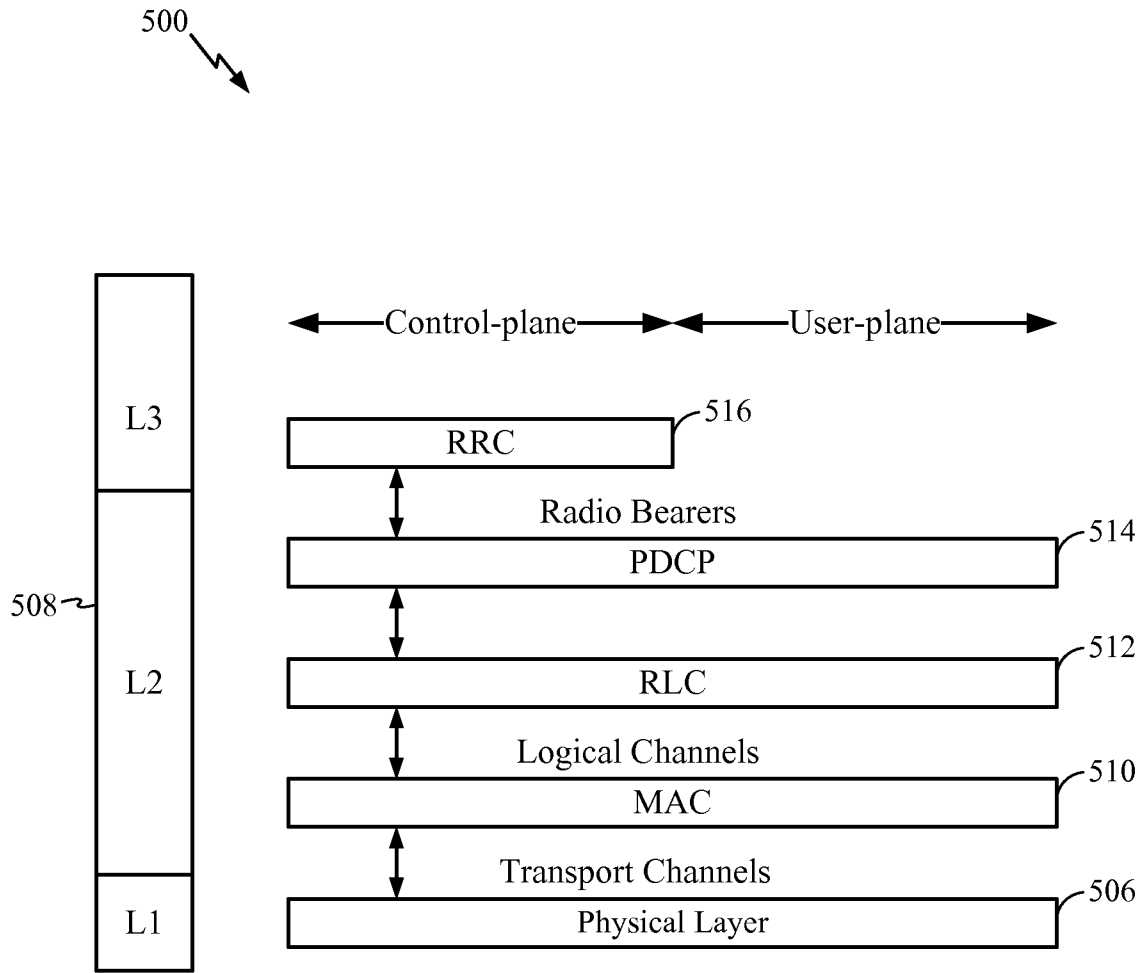 500
Control-plane
User-plane
L3
516
RRC
Radio Bearers
514
PDCP
508
512
L2
RLC
Logical Channels
510
MAC
Transport Channels
506
L1
Physical Layer